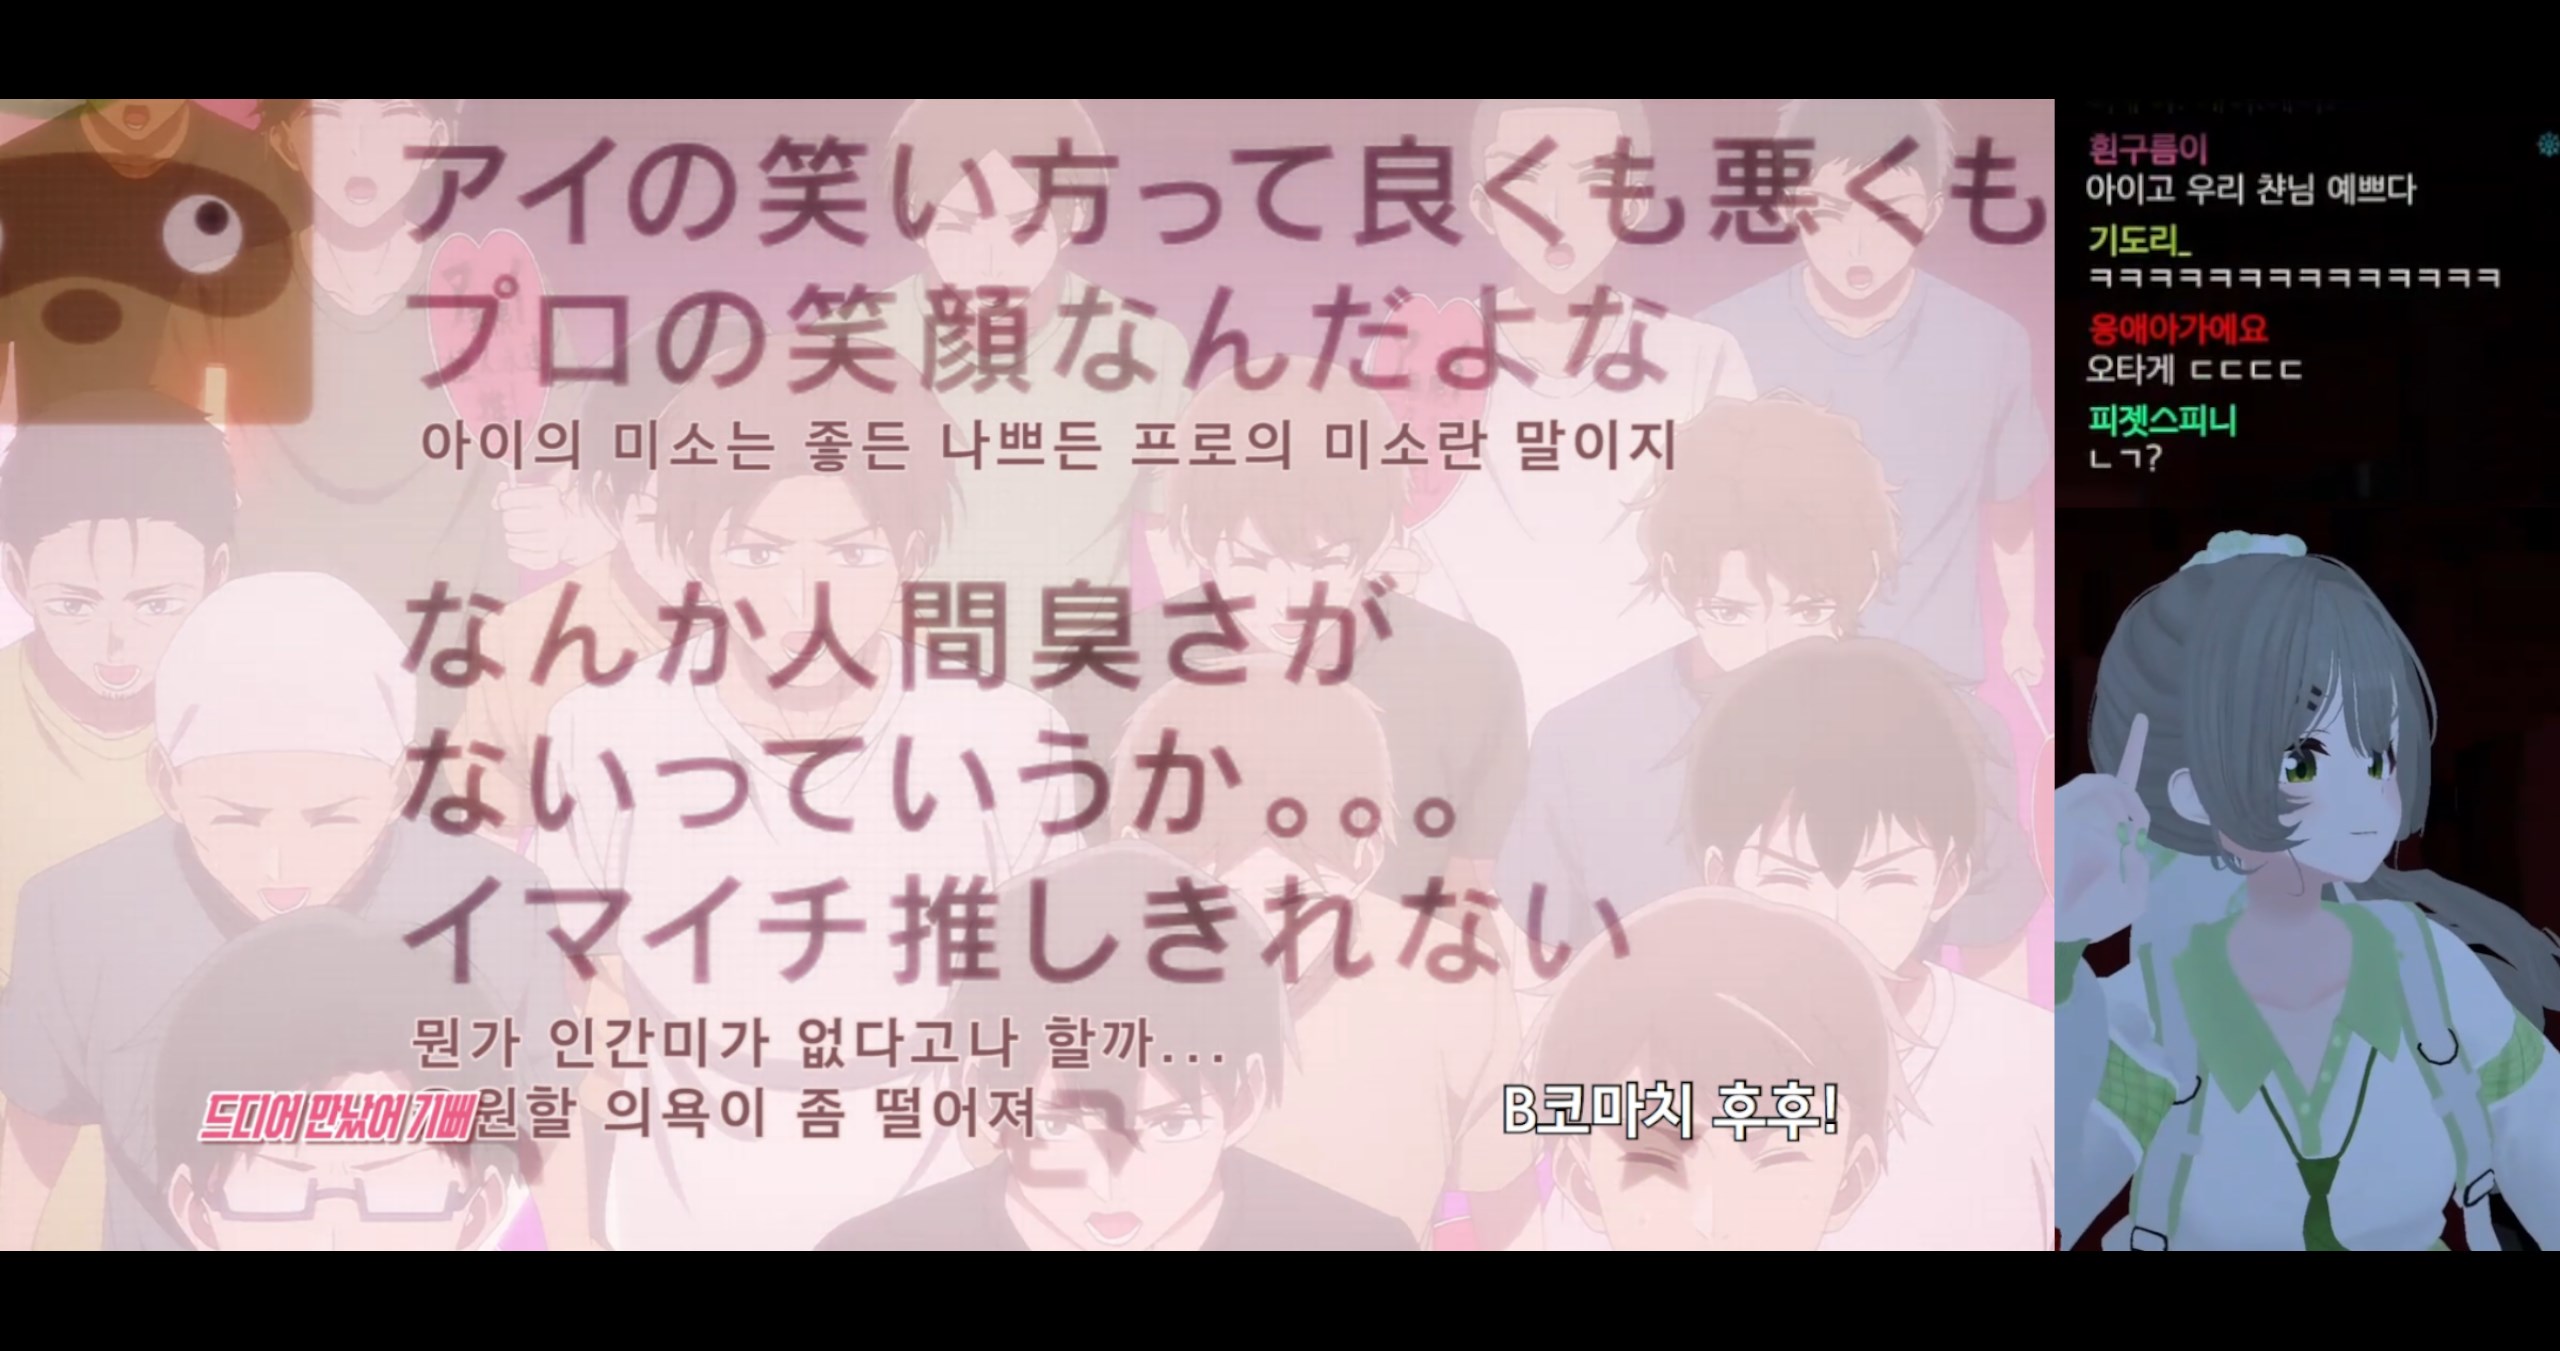 アイの笑い方って良くも悪くも
プロの笑顔なんだよな
아이의 미소는 좋든 나쁘든 프로의 미소란 말이지
なんか人間臭さが
ないっていうか。。。
イマイチ推しきれない
뭔가 인간미가 없다고나 할까...
원할 의욕이 좀 떨어져
드디어 만났어 기뻐
B코마치 후후!
흰구름이
아이고 우리 챤님 예쁘다
기도리_
ㅋㅋㅋㅋㅋㅋㅋㅋㅋㅋㅋㅋㅋㅋ
응애아가에요
오타게 ㄷㄷㄷㄷ
피젯스피니
ㄴㄱ?